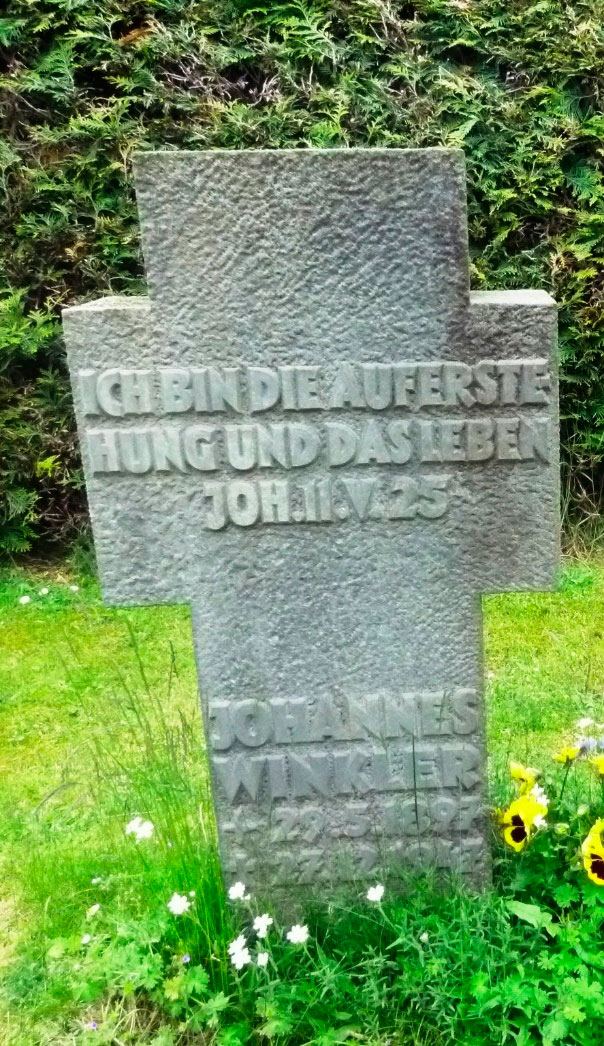 ICH BIN DIE AUFERSTE
HUNG UND DAS LEBEN
JOH. 11. V. 25
JOHANNES
WINKLER
* 29.5.1897